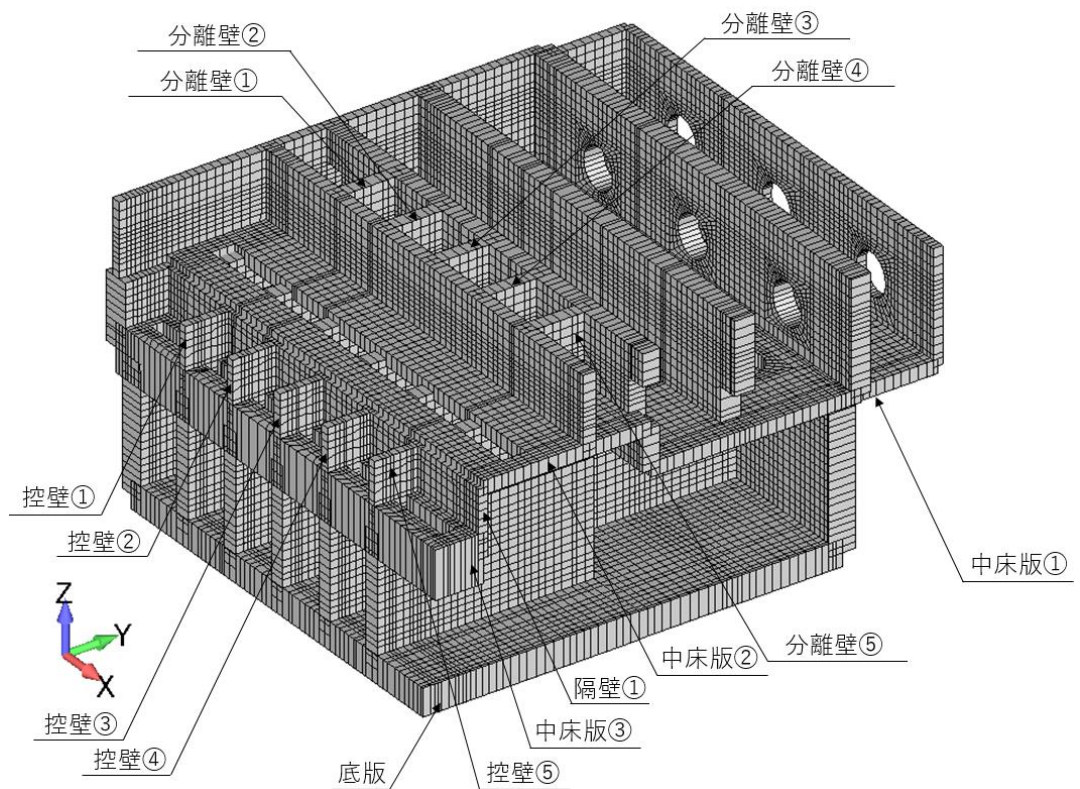 分離壁②
分離壁③
分離壁①
分離壁④
控壁①
控壁②
中床版①
Z
Y
X
分離壁⑤
中床版②
隔壁①
控壁③
中床版③
控壁④
底版
控壁⑤